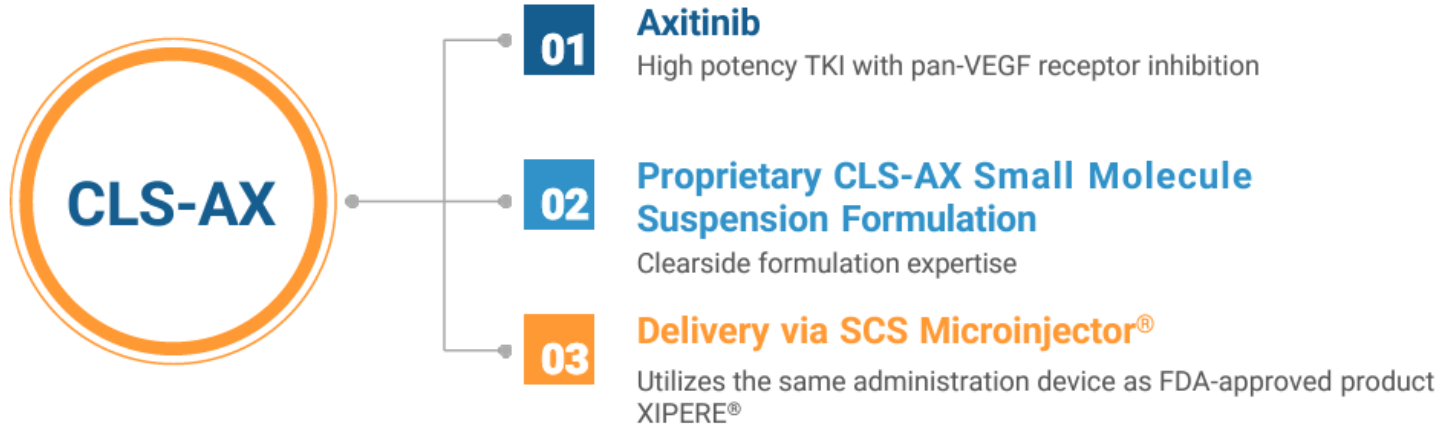 CLS-AX
01
Axitinib
High potency TKI with pan-VEGF receptor inhibition
02
Proprietary CLS-AX Small Molecule
Suspension Formulation
Clearside formulation expertise
03
Delivery via SCS Microinjector®
Utilizes the same administration device as FDA-approved product
XIPERE®